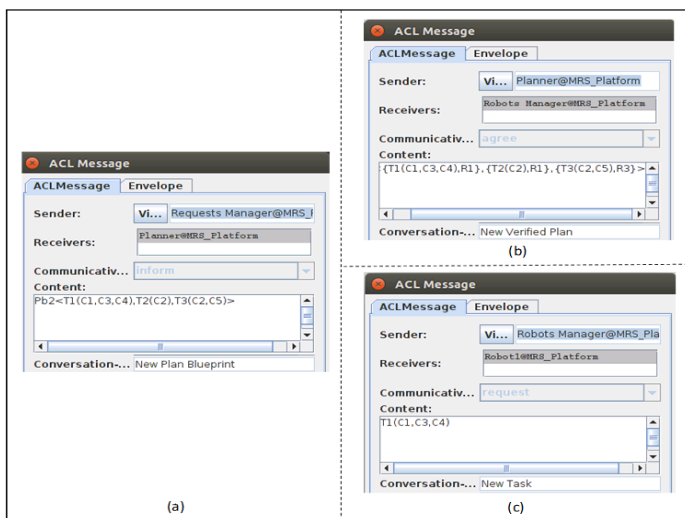 ACL Message
ACLMessage Envelope
Sender: Vi... Requests Manager@MRS_
Receivers: Planner@MRS_Platform
Communicativ... inform
Content:
Pb2<T1(C1,C3,C4),T2(C2),T3(C2,C5)>
Conversation-... New Plan Blueprint
(a)
ACL Message
ACLMessage Envelope
Sender: Vi... Planner@MRS_Platform
Receivers: Robots Manager@MRS_Platform
Communicativ... agree
Content:
{T1(C1,C3,C4),R1},{T2(C2),R1},{T3(C2,C5),R3}>
Conversation-... New Verified Plan
(b)
ACL Message
ACLMessage Envelope
Sender: Vi... Robots Manager@MRS_Pla
Receivers: Robot1@MRS_Platform
Communicativ... request
Content:
T1(C1,C3,C4)
Conversation-... New Task
(c)